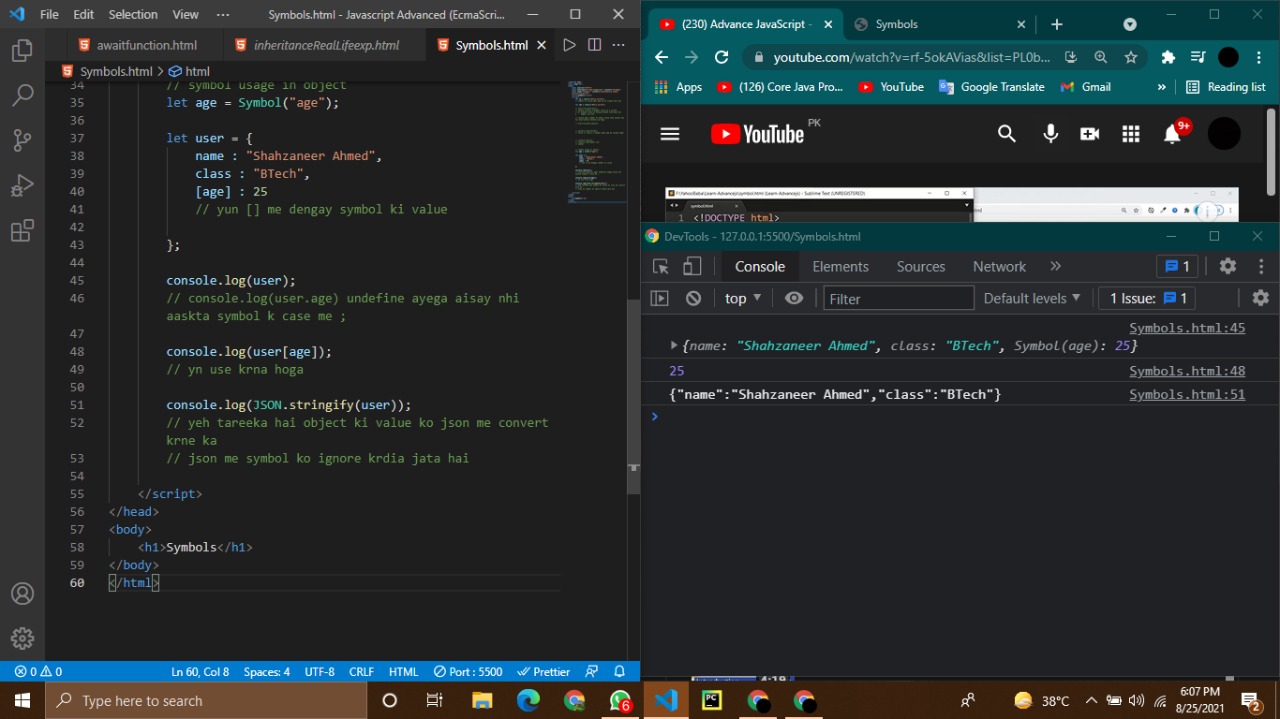 File Edit Selection View ··· Symbols.html - Javascript Advanced (EcmaScr...
awaitfunction.html inheritanceRealLifeexp.html Symbols.html
Symbols.html > html
34 // symbol usage in object
35 let age = Symbol("age");
36
37 let user = {
38 name : "Shahzaneer Ahmed",
39 class : "BTech",
40 [age] : 25
41 // yun [] me dengay symbol ki value
42
43 };
44
45 console.log(user);
46 // console.log(user.age) undefine ayega aisay nhi
aaskta symbol k case me ;
47
48 console.log(user[age]);
49 // yn use krna hoga
50
51 console.log(JSON.stringify(user));
52 // yeh tareeka hai object ki value ko json me convert
krne ka
53 // json me symbol ko ignore krdia jata hai
54
55 </script>
56 </head>
57 <body>
58 <h1>Symbols</h1>
59 </body>
60 </html>
0 0 Ln 60, Col 8 Spaces: 4 UTF-8 CRLF HTML Port : 5500 Prettier
(230) Advance JavaScript - Symbols
youtube.com/watch?v=rf-5okAVias&list=PL0b...
Apps (126) Core Java Pro... YouTube Google Translate Gmail » Reading list
YouTube PK 9+
symbol.html
1 <!DOCTYPE html>
DevTools - 127.0.0.1:5500/Symbols.html
Console Elements Sources Network » 1
top Filter Default levels 1 Issue: 1
Symbols.html:45
{name: "Shahzaneer Ahmed", class: "BTech", Symbol(age): 25}
25 Symbols.html:48
{"name":"Shahzaneer Ahmed","class":"BTech"} Symbols.html:51
4:19
Type here to search 6 PC 38°C 6:07 PM
8/25/2021 2